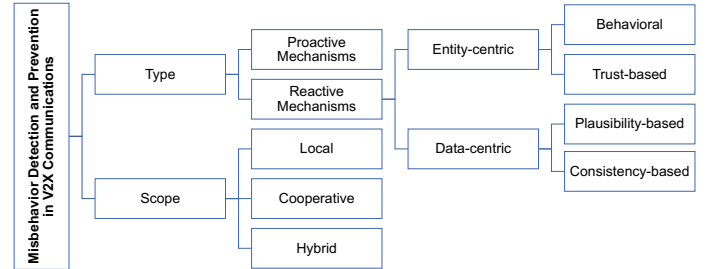 Misbehavior Detection and Prevention
in V2X Communications
Type
Proactive
Mechanisms
Reactive
Mechanisms
Entity-centric
Behavioral
Trust-based
Data-centric
Plausibility-based
Consistency-based
Scope
Local
Cooperative
Hybrid